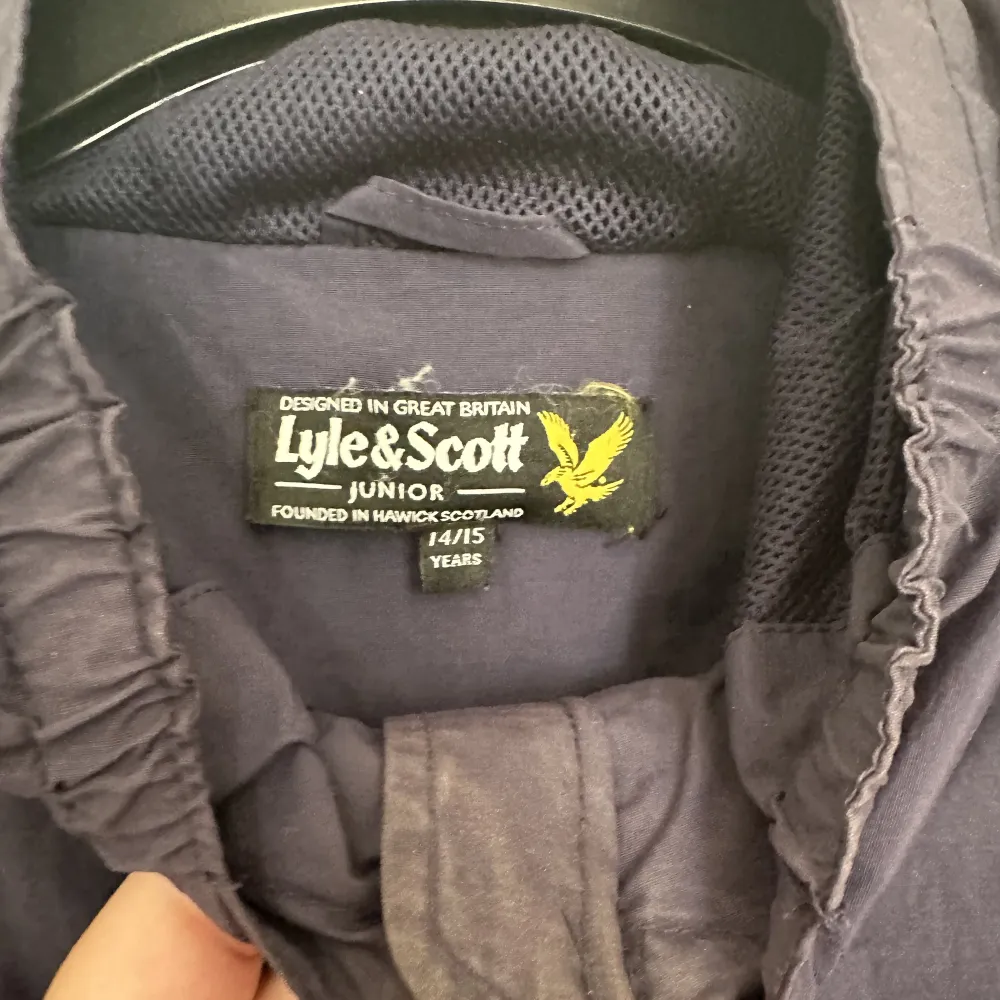 DESIGNED IN GREAT BRITAIN
Lyle&Scott
JUNIOR
FOUNDED IN HAWICK SCOTLAND
14/15
YEARS